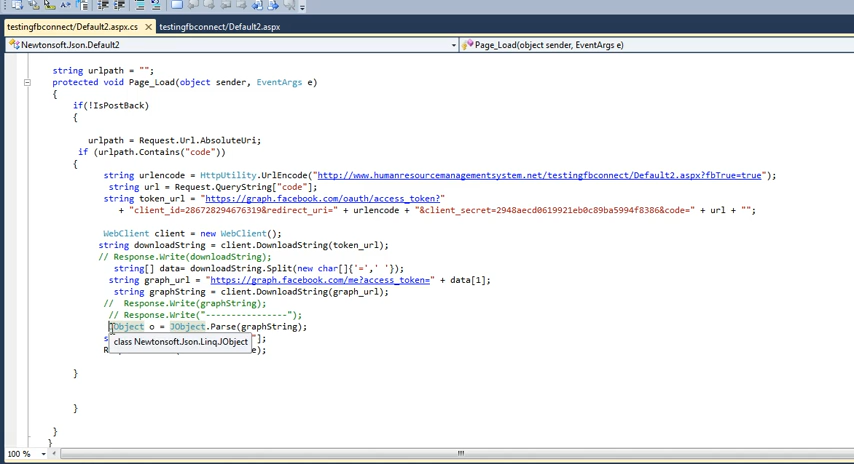 testingfbconnect/Default2.aspx.cs testingfbconnect/Default2.aspx
Newtonsoft.Json.Default2 Page_Load(object sender, EventArgs e)
string urlpath = "";
protected void Page_Load(object sender, EventArgs e)
{
if(!IsPostBack)
{
urlpath = Request.Url.AbsoluteUri;
if (urlpath.Contains("code"))
{
string urlencode = HttpUtility.UrlEncode("http://www.humanresourcemanagementsystem.net/testingfbconnect/Default2.aspx?fbTrue=true");
string url = Request.QueryString["code"];
string token_url = "https://graph.facebook.com/oauth/access_token?"
+ "client_id=286728294676319&redirect_uri=" + urlencode + "&client_secret=2948aecd0619921eb0c89ba5994f8386&code=" + url + "";
WebClient client = new WebClient();
string downloadString = client.DownloadString(token_url);
// Response.Write(downloadString);
string[] data= downloadString.Split(new char[]{'=',' '});
string graph_url = "https://graph.facebook.com/me?access_token=" + data[1];
string graphString = client.DownloadString(graph_url);
// Response.Write(graphString);
// Response.Write("----------------");
JObject o = JObject.Parse(graphString);
"];
class Newtonsoft.Json.Linq.JObject
e);
}
}
}
}
100 %